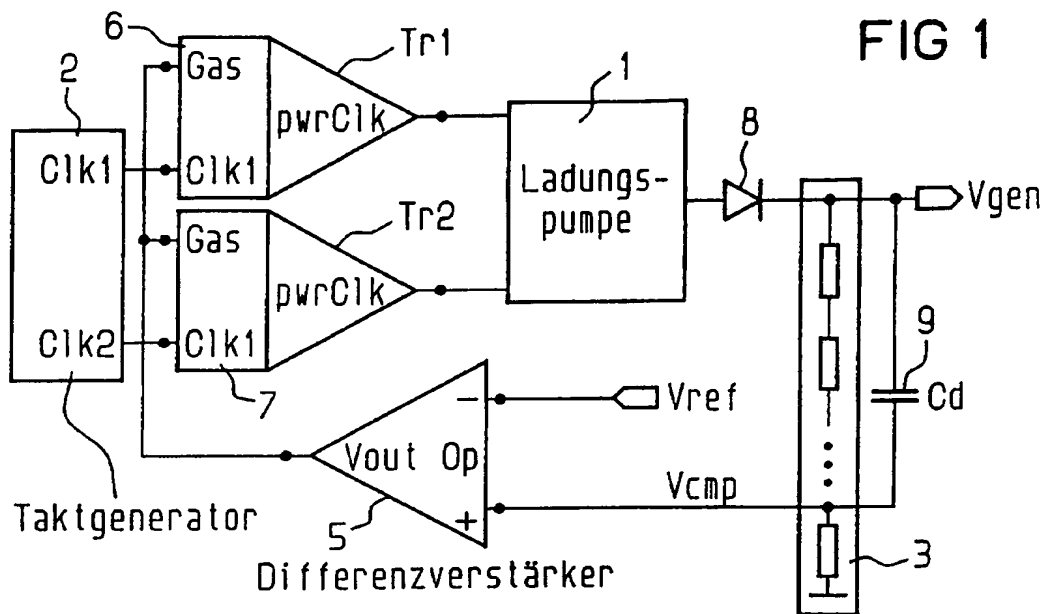 FIG 1
6
Tr1
2
Gas
pwrClk
1
Clk1
Clk1
Ladungs-
pumpe
8
Vgen
Tr2
Gas
pwrClk
Clk2
Clk1
7
9
Cd
-
Vref
Vout Op
Vcmp
+
5
3
Taktgenerator
Differenzverstärker